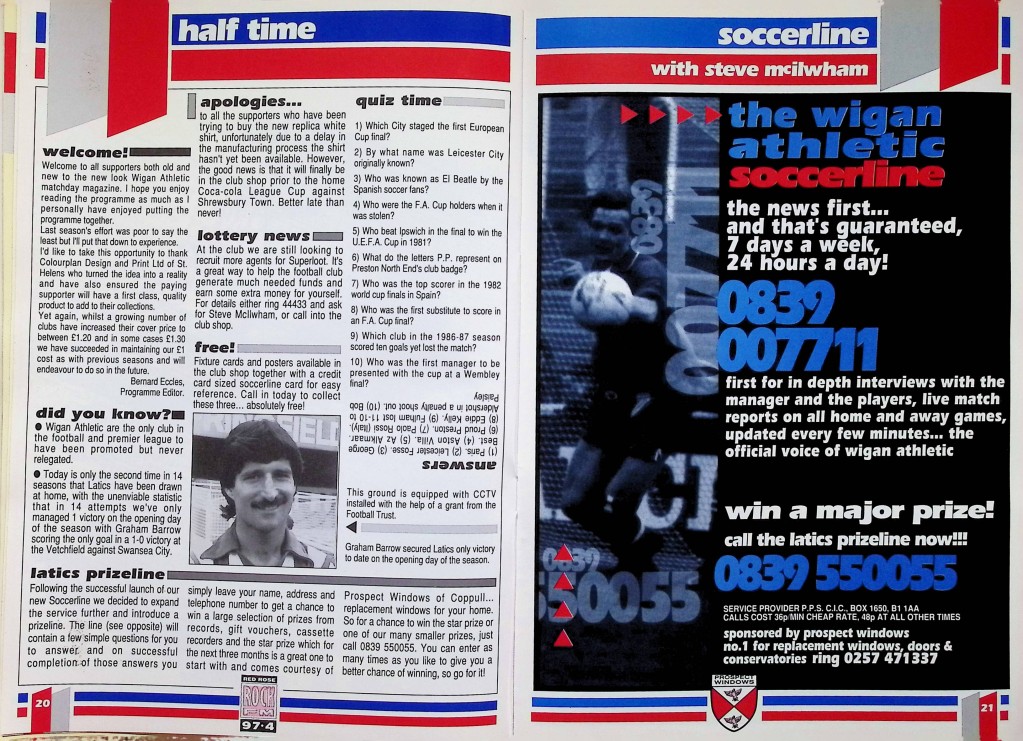 half time
welcome!
Welcome to all supporters both old and
new to the new look Wigan Athletic
matchday magazine. I hope you enjoy
reading the programme as much as I
personally have enjoyed putting the
programme together.
Last season's effort was poor to say the
least but I'll put that down to experience.
I'd like to take this opportunity to thank
Colourplan Design and Print Ltd of St.
Helens who turned the idea into a reality
and have also ensured the paying
supporter will have a first class, quality
product to add to their collections.
Yet again, whilst a growing number of
clubs have increased their cover price to
between £1.20 and in some cases £1.30
we have succeeded in maintaining our £1
cost as with previous seasons and will
endeavour to do so in the future.
Bernard Eccles,
Programme Editor.
did you know?
● Wigan Athletic are the only club in
the football and premier league to
have been promoted but never
relegated.
● Today is only the second time in 14
seasons that Latics have been drawn
at home, with the unenviable statistic
that in 14 attempts we've only
managed 1 victory on the opening day
of the season with Graham Barrow
scoring the only goal in a 1-0 victory at
the Vetchfield against Swansea City.
apologies...
to all the supporters who have been
trying to buy the new replica white
shirt, unfortunately due to a delay in
the manufacturing process the shirt
hasn't yet been available. However,
the good news is that it will finally be
in the club shop prior to the home
Coca-cola League Cup against
Shrewsbury Town. Better late than
never!
lottery news
At the club we are still looking to
recruit more agents for Superloot. It's
a great way to help the football club
generate much needed funds and
earn some extra money for yourself.
For details either ring 44433 and ask
for Steve McIlwham, or call into the
club shop.
free!
Fixture cards and posters available in
the club shop together with a credit
card sized soccerline card for easy
reference. Call in today to collect
these three... absolutely free!
quiz time
1) Which City staged the first European
Cup final?
2) By what name was Leicester City
originally known?
3) Who was known as El Beatle by the
Spanish soccer fans?
4) Who were the F.A. Cup holders when it
was stolen?
5) Who beat Ipswich in the final to win the
U.E.F.A. Cup in 1981?
6) What do the letters P.P. represent on
Preston North End's club badge?
7) Who was the top scorer in the 1982
world cup finals in Spain?
8) Who was the first substitute to score in
an F.A. Cup final?
9) Which club in the 1986-87 season
scored ten goals yet lost the match?
10) Who was the first manager to be
presented with the cup at a Wembley
final?
answers
(1) Paris. (2) Leicester Fosse. (3) George
Best. (4) Aston Villa. (5) Az Alkmaar.
(6) Proud Preston. (7) Paolo Rossi (Italy).
(8) Eddie Kelly. (9) Fulham lost 11-10 to
Aldershot in a penalty shoot out. (10) Bob
Paisley
This ground is equipped with CCTV
installed with the help of a grant from the
Football Trust.
Graham Barrow secured Latics only victory
to date on the opening day of the season.
latics prizeline
Following the successful launch of our
new Soccerline we decided to expand
the service further and introduce a
prizeline. The line (see opposite) will
contain a few simple questions for you
to answer and on successful
completion of those answers you
simply leave your name, address and
telephone number to get a chance to
win a large selection of prizes from
records, gift vouchers, cassette
recorders and the star prize which for
the next three months is a great one to
start with and comes courtesy of
Prospect Windows of Coppull...
replacement windows for your home.
So for a chance to win the star prize or
one of our many smaller prizes, just
call 0839 550055. You can enter as
many times as you like to give you a
better chance of winning, so go for it!
20
RED ROSE
ROCK
FM
97·4
soccerline
with steve mcilwham
the wigan
athletic
soccerline
the news first...
and that's guaranteed,
7 days a week,
24 hours a day!
0839
007711
first for in depth interviews with the
manager and the players, live match
reports on all home and away games,
updated every few minutes... the
official voice of wigan athletic
win a major prize!
call the latics prizeline now!!!
0839 550055
SERVICE PROVIDER P.P.S. C.I.C., BOX 1650, B1 1AA
CALLS COST 36p/MIN CHEAP RATE, 48p AT ALL OTHER TIMES
sponsored by prospect windows
no.1 for replacement windows, doors &
conservatories ring 0257 471337
0839
007711
0839
550055
PROSPECT
WINDOWS
21